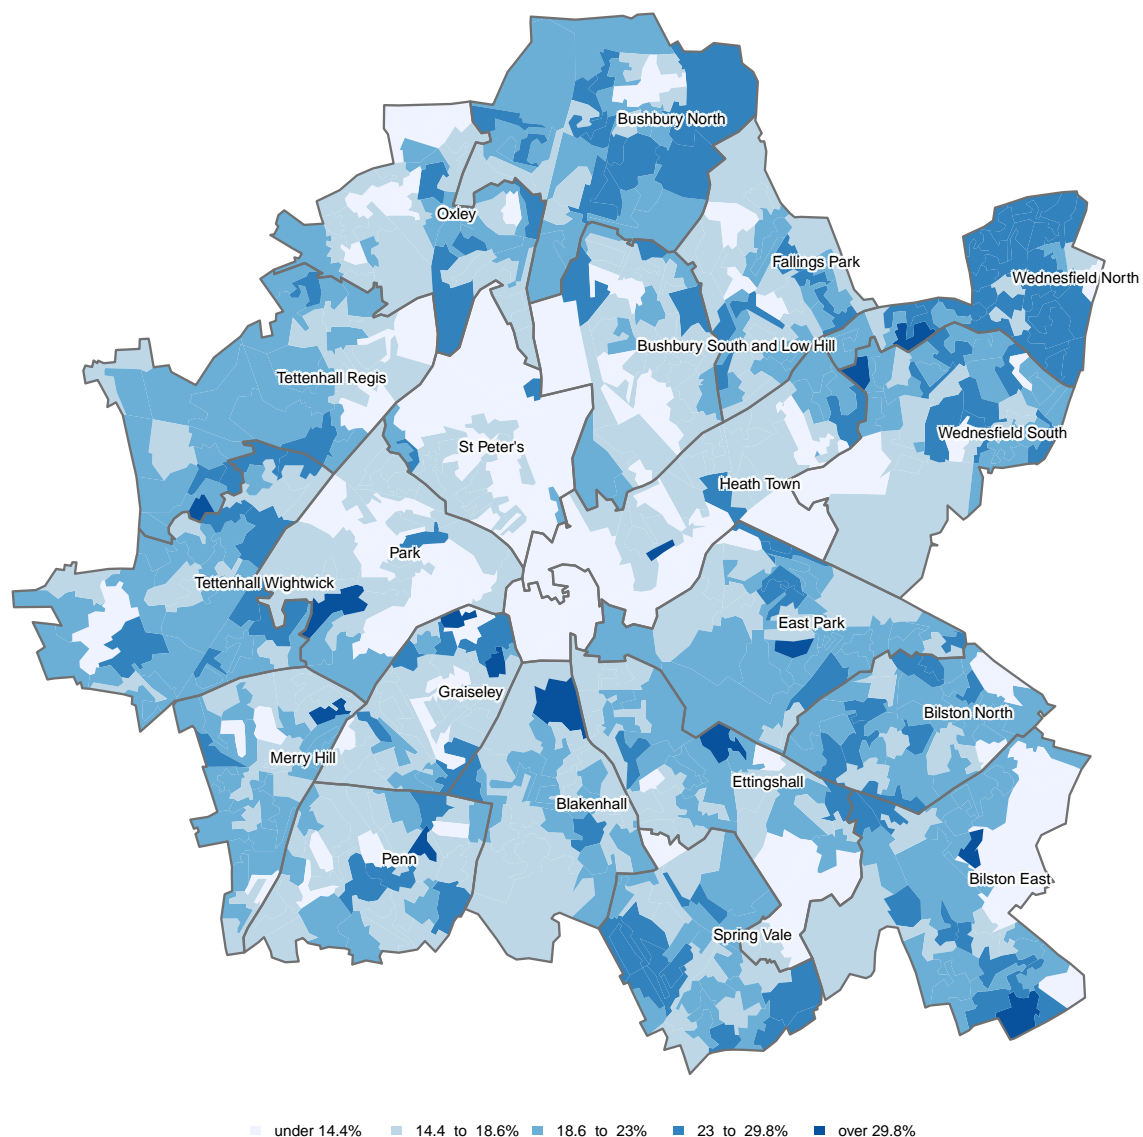 Bushbury North
Oxley
Fallings Park
Wednesfield North
Bushbury South and Low Hill
Tettenhall Regis
Wednesfield South
St Peter's
Heath Town
Park
Tettenhall Wightwick
East Park
Graiseley
Bilston North
Merry Hill
Ettingshall
Blakenhall
Penn
Bilston East
Spring Vale
under 14.4% 14.4 to 18.6% 18.6 to 23% 23 to 29.8% over 29.8%